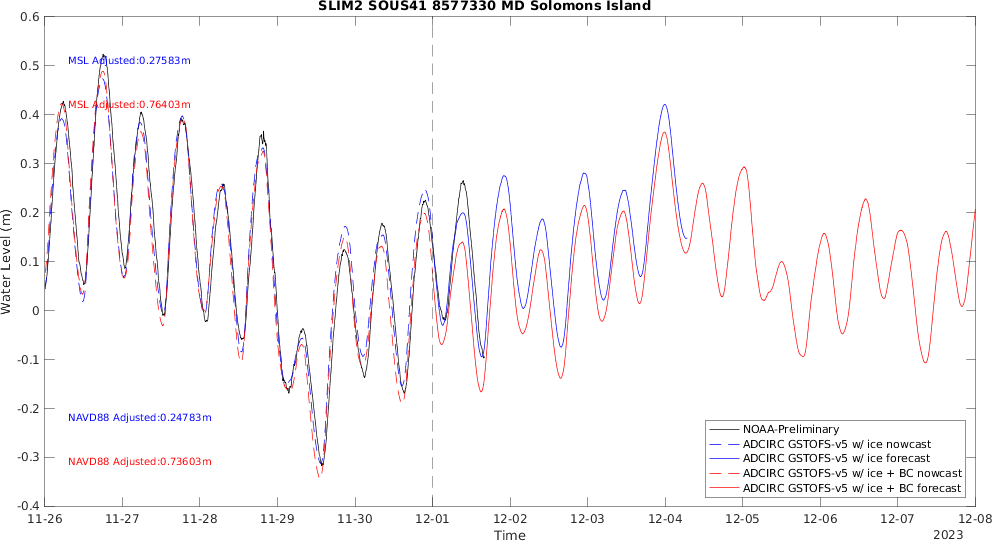 SLIM2 SOUS41 8577330 MD Solomons Island
0.6
0.5
0.4
0.3
0.2
0.1
0
-0.1
-0.2
-0.3
-0.4
Water Level (m)
MSL Adjusted:0.27583m
MSL Adjusted:0.76403m
NAVD88 Adjusted:0.24783m
NAVD88 Adjusted:0.73603m
NOAA-Preliminary
ADCIRC GSTOFS-v5 w/ ice nowcast
ADCIRC GSTOFS-v5 w/ ice forecast
ADCIRC GSTOFS-v5 w/ ice + BC nowcast
ADCIRC GSTOFS-v5 w/ ice + BC forecast
11-26 11-27 11-28 11-29 11-30 12-01 12-02 12-03 12-04 12-05 12-06 12-07 12-08
Time
2023